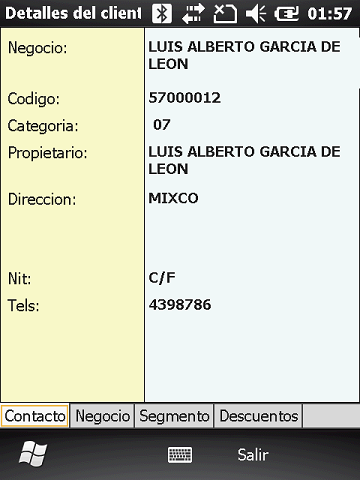 Detalles del client 01:57
Negocio: LUIS ALBERTO GARCIA DE
LEON
Codigo: 57000012
Categoria: 07
Propietario: LUIS ALBERTO GARCIA DE
LEON
Direccion: MIXCO
Nit: C/F
Tels: 4398786
Contacto Negocio Segmento Descuentos
Salir